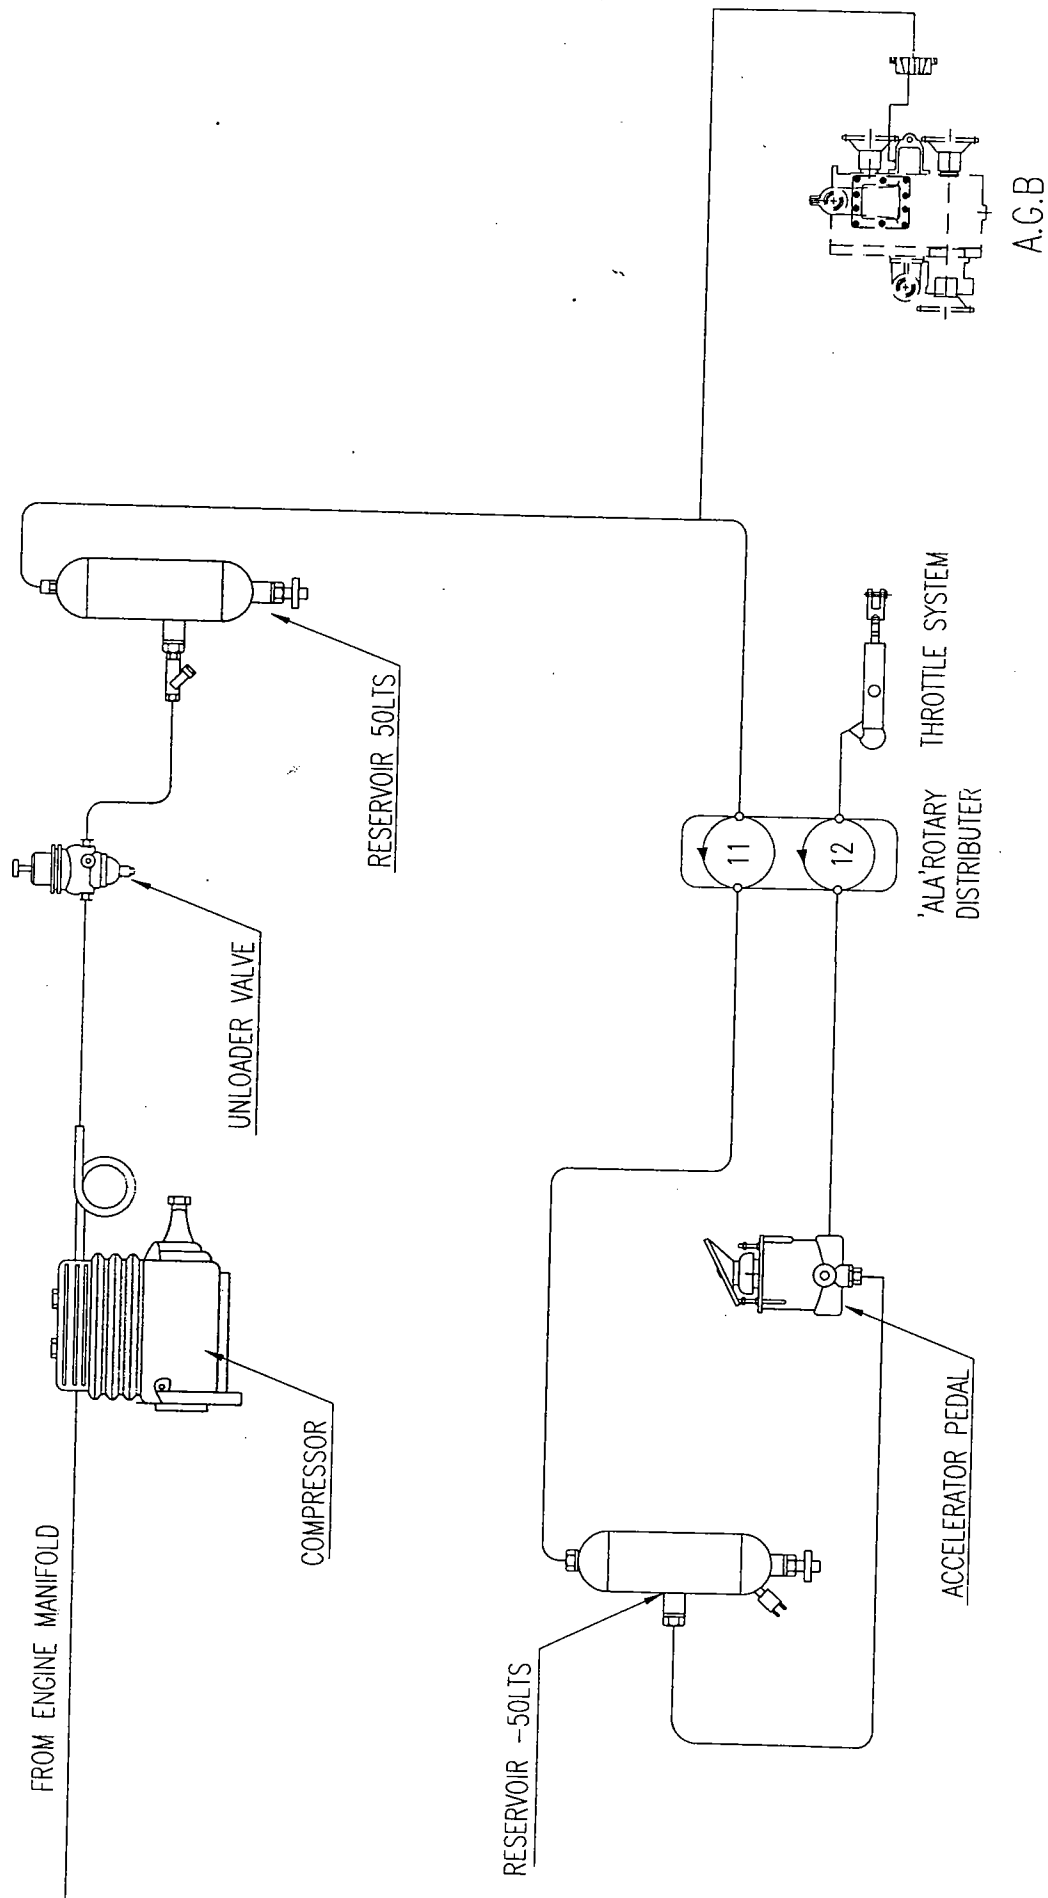 FROM ENGINE MANIFOLD
COMPRESSOR
UNLOADER VALVE
RESERVOIR 50LTS
RESERVOIR -50LTS
ACCELERATOR PEDAL
11
12
'ALA'ROTARY
DISTRIBUTER
THROTTLE SYSTEM
A.G.B